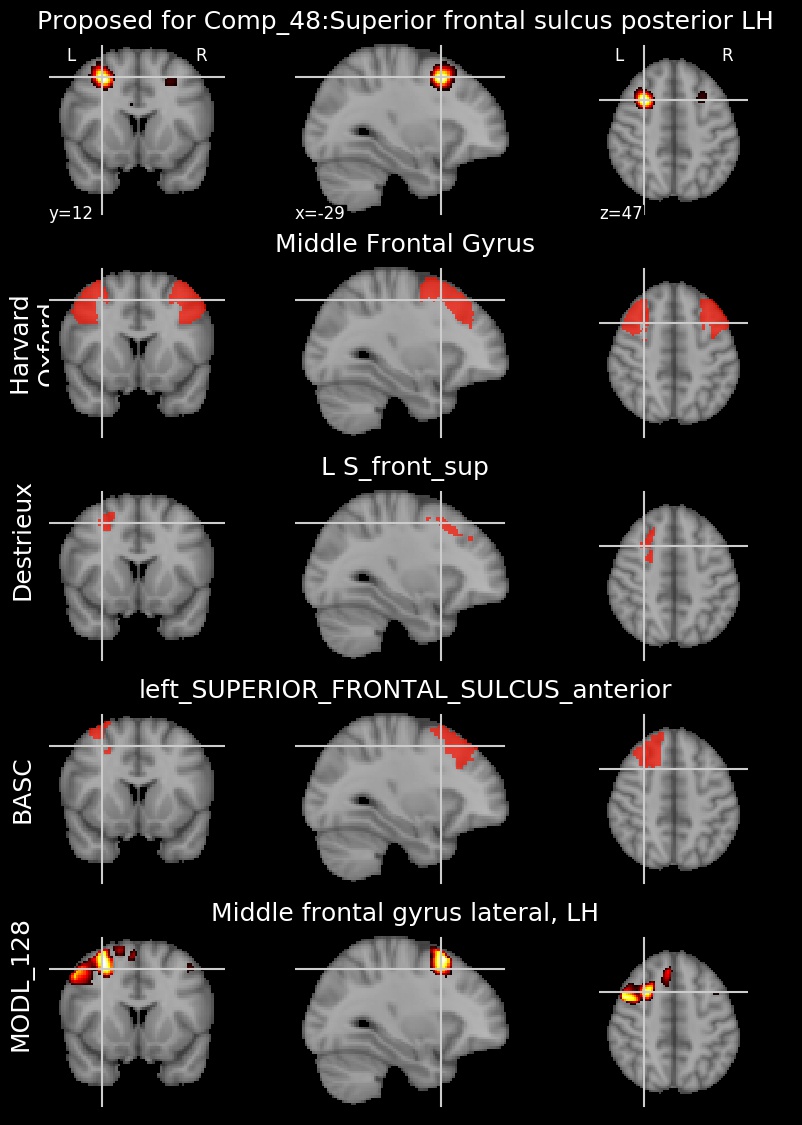 Proposed for Comp_48:Superior frontal sulcus posterior LH
L R
L R
y=12 x=-29 z=47
Middle Frontal Gyrus
Harvard
Oxford
L S_front_sup
Destrieux
left_SUPERIOR_FRONTAL_SULCUS_anterior
BASC
Middle frontal gyrus lateral, LH
MODL_128